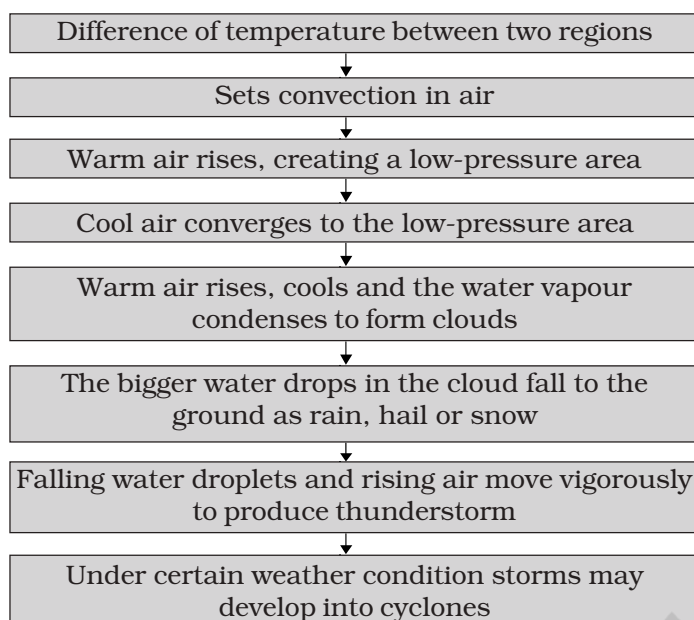 Difference of temperature between two regions
Sets convection in air
Warm air rises, creating a low-pressure area
Cool air converges to the low-pressure area
Warm air rises, cools and the water vapour
condenses to form clouds
The bigger water drops in the cloud fall to the
ground as rain, hail or snow
Falling water droplets and rising air move vigorously
to produce thunderstorm
Under certain weather condition storms may
develop into cyclones